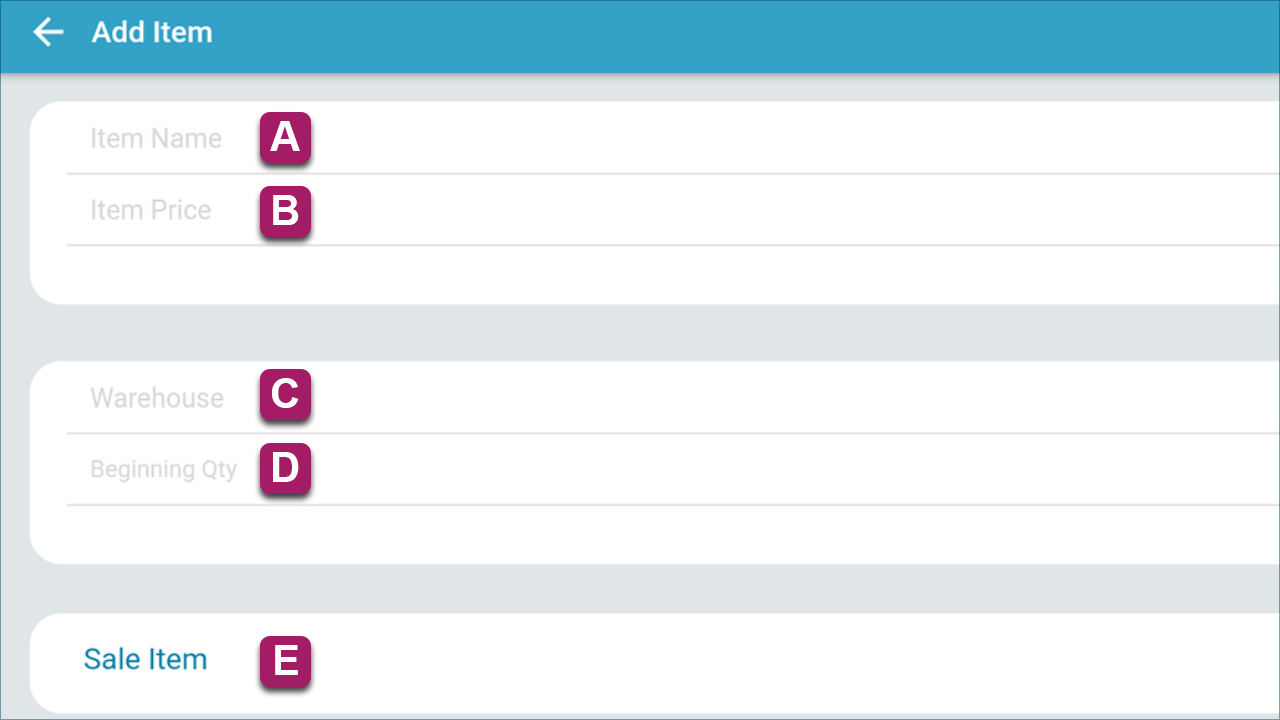 Add Item
Item Name A
Item Price B
Warehouse C
Beginning Qty D
Sale Item E